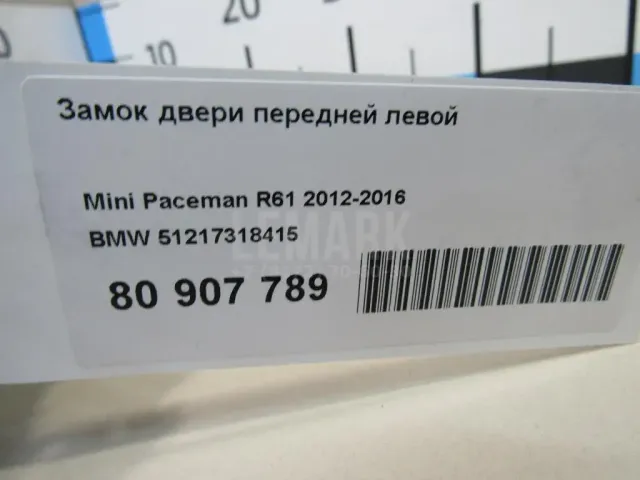 20
10
Замок двери передней левой
Mini Paceman R61 2012-2016
BMW 51217318415
LEMARK
80 907 789